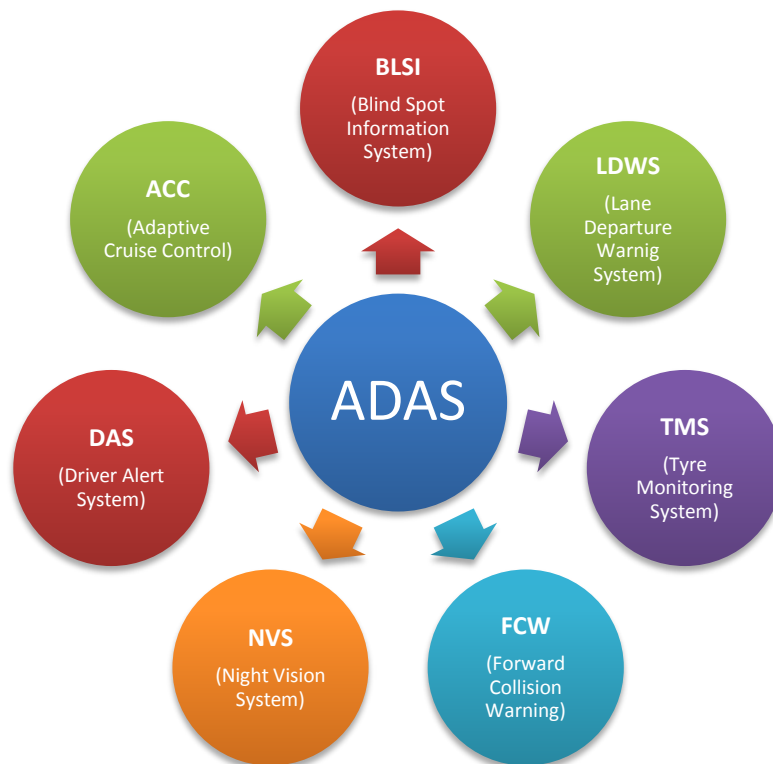 BLSI
(Blind Spot
Information
System)
LDWS
(Lane
Departure
Warnig
System)
TMS
(Tyre
Monitoring
System)
FCW
(Forward
Collision
Warning)
NVS
(Night Vision
System)
DAS
(Driver Alert
System)
ACC
(Adaptive
Cruise Control)
ADAS